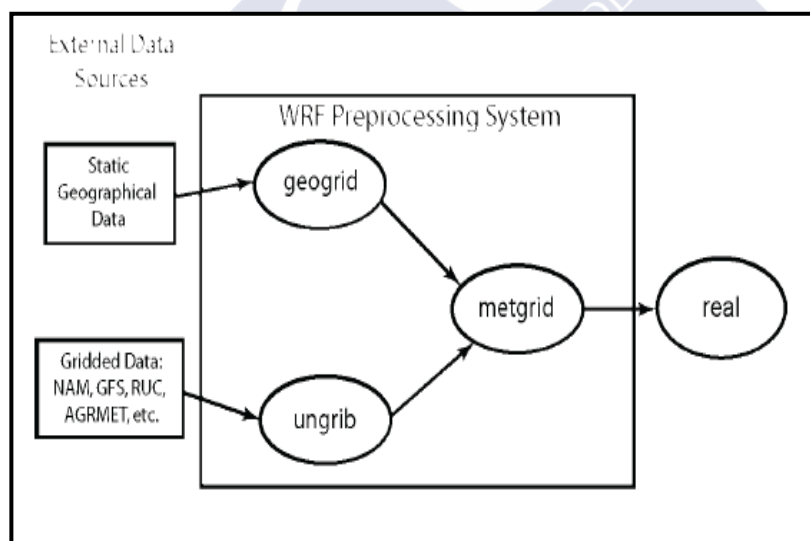 External Data
Sources
WRF Preprocessing System
Static
Geographical
Data
geogrid
metgrid
real
Gridded Data:
NAM, GFS, RUC,
AGRMET, etc.
ungrib